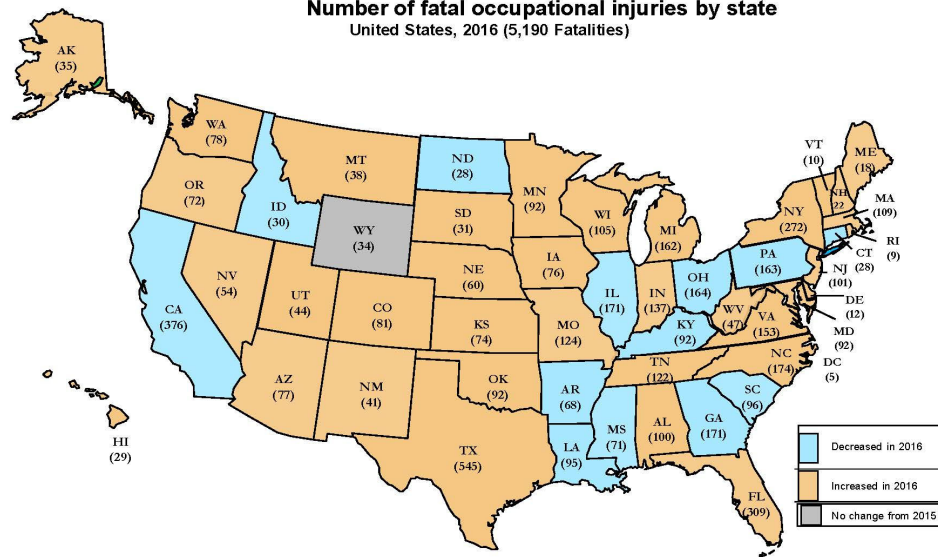 Number of fatal occupational injuries by state
United States, 2016 (5,190 Fatalities)
AK
(35)
WA
(78)
OR
(72)
ID
(30)
MT
(38)
ND
(28)
MN
(92)
WI
(105)
MI
(162)
VT
(10)
NH
22
ME
(18)
MA
(109)
NY
(272)
RI
(9)
CT
(28)
WY
(34)
SD
(31)
IA
(76)
NE
(60)
PA
(163)
NJ
(101)
DE
(12)
MD
(92)
DC
(5)
CA
(376)
NV
(54)
UT
(44)
CO
(81)
KS
(74)
MO
(124)
IL
(171)
IN
(137)
OH
(164)
WV
(47)
VA
(153)
KY
(92)
TN
(122)
NC
(174)
SC
(96)
AZ
(77)
NM
(41)
OK
(92)
AR
(68)
MS
(71)
AL
(100)
GA
(171)
LA
(95)
TX
(545)
FL
(309)
HI
(29)
Decreased in 2016
Increased in 2016
No change from 2015